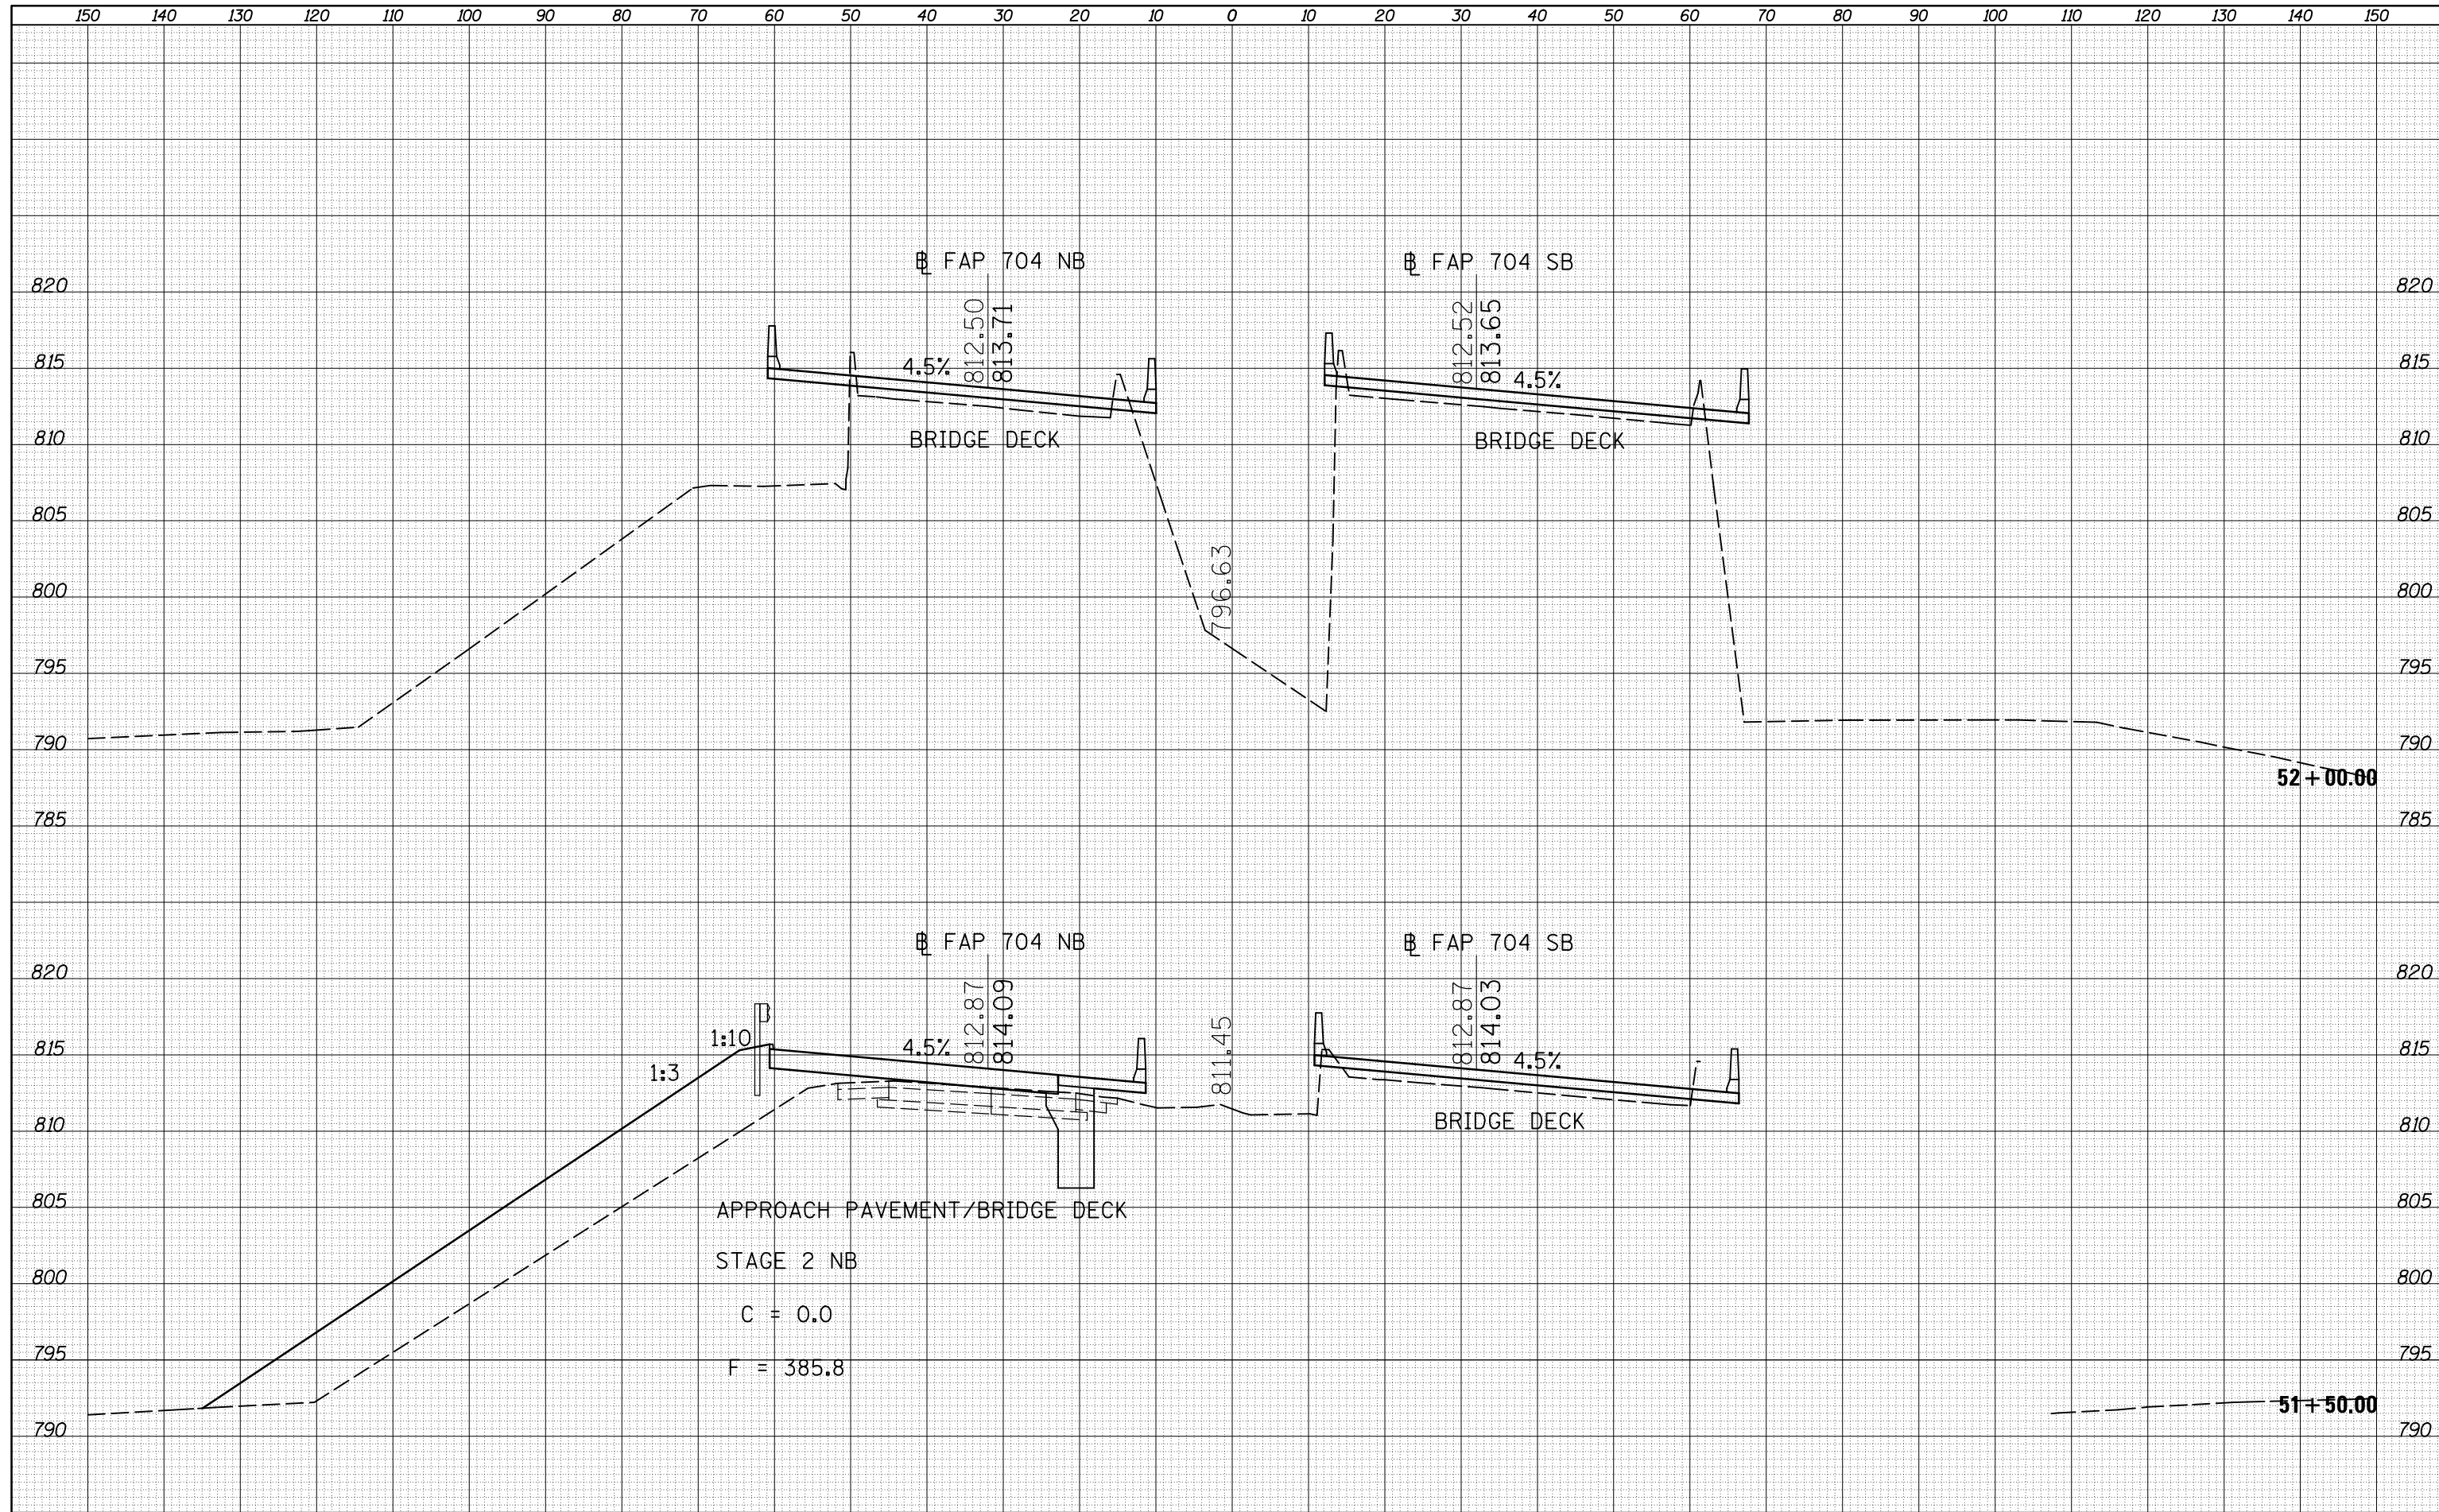 150 140 130 120 110 100 90 80 70 60 50 40 30 20 10 0 10 20 30 40 50 60 70 80 90 100 110 120 130 140 150
℄ FAP 704 NB
℄ FAP 704 SB
820 820
812.50
813.71
812.52
813.65
815 4.5% 4.5% 815
810 BRIDGE DECK BRIDGE DECK 810
805 805
796.63
800 800
795 795
790 790
52+00.00
785 785
℄ FAP 704 NB
℄ FAP 704 SB
820 820
812.87
814.09
811.45
812.87
814.03
1:10
815 4.5% 4.5% 815
1:3
810 BRIDGE DECK 810
805 APPROACH PAVEMENT/BRIDGE DECK 805
STAGE 2 NB
800 800
C = 0.0
795 F = 385.8 795
51+50.00
790 790